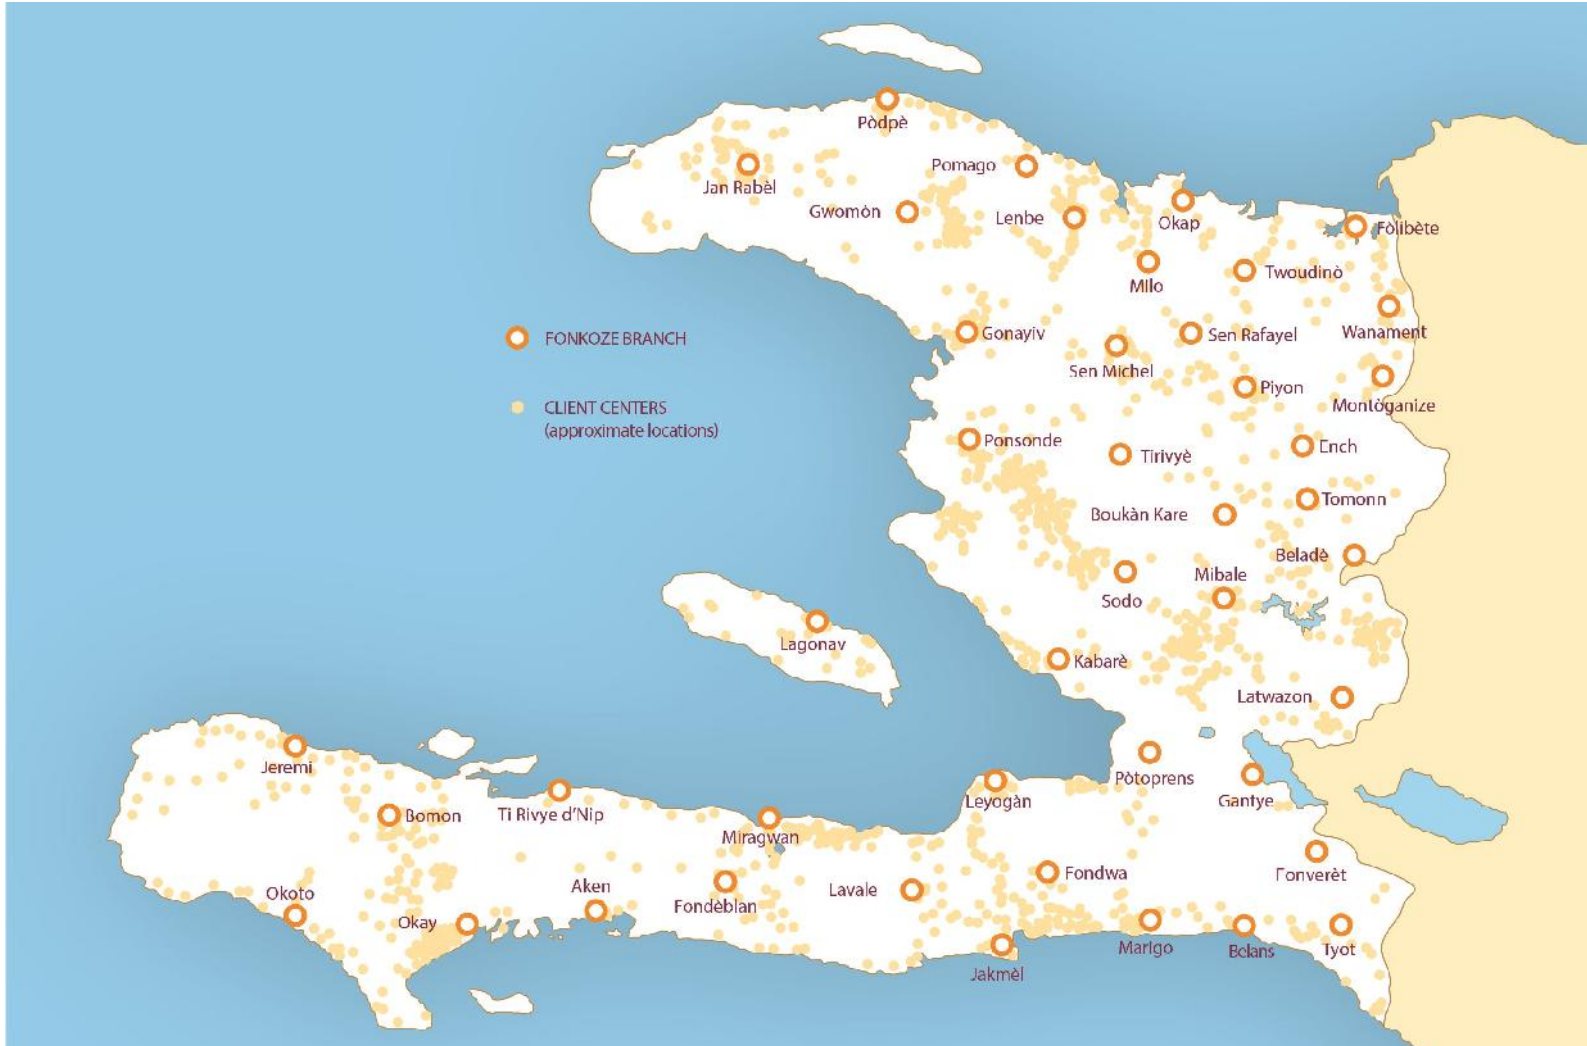 Pòdpè
Pomago
Jan Rabèl
Gwomòn
Lenbe
Okap
Fòlibète
Milo
Twoudinò
Gonayiv
Sen Rafayel
Wanament
FONKOZE BRANCH
Sen Michel
Piyon
Montòganize
CLIENT CENTERS
(approximate locations)
Ponsonde
Tirivyè
Ench
Tomonn
Boukàn Kare
Beladè
Mibale
Sodo
Lagonav
Kabarè
Latwazon
Jeremi
Pòtoprens
Leyogàn
Gantye
Bomon
Ti Rivye d'Nip
Miragwan
Fondwa
Fonverèt
Okoto
Aken
Lavale
Fondèblan
Okay
Marigo
Belans
Tyot
Jakmèl